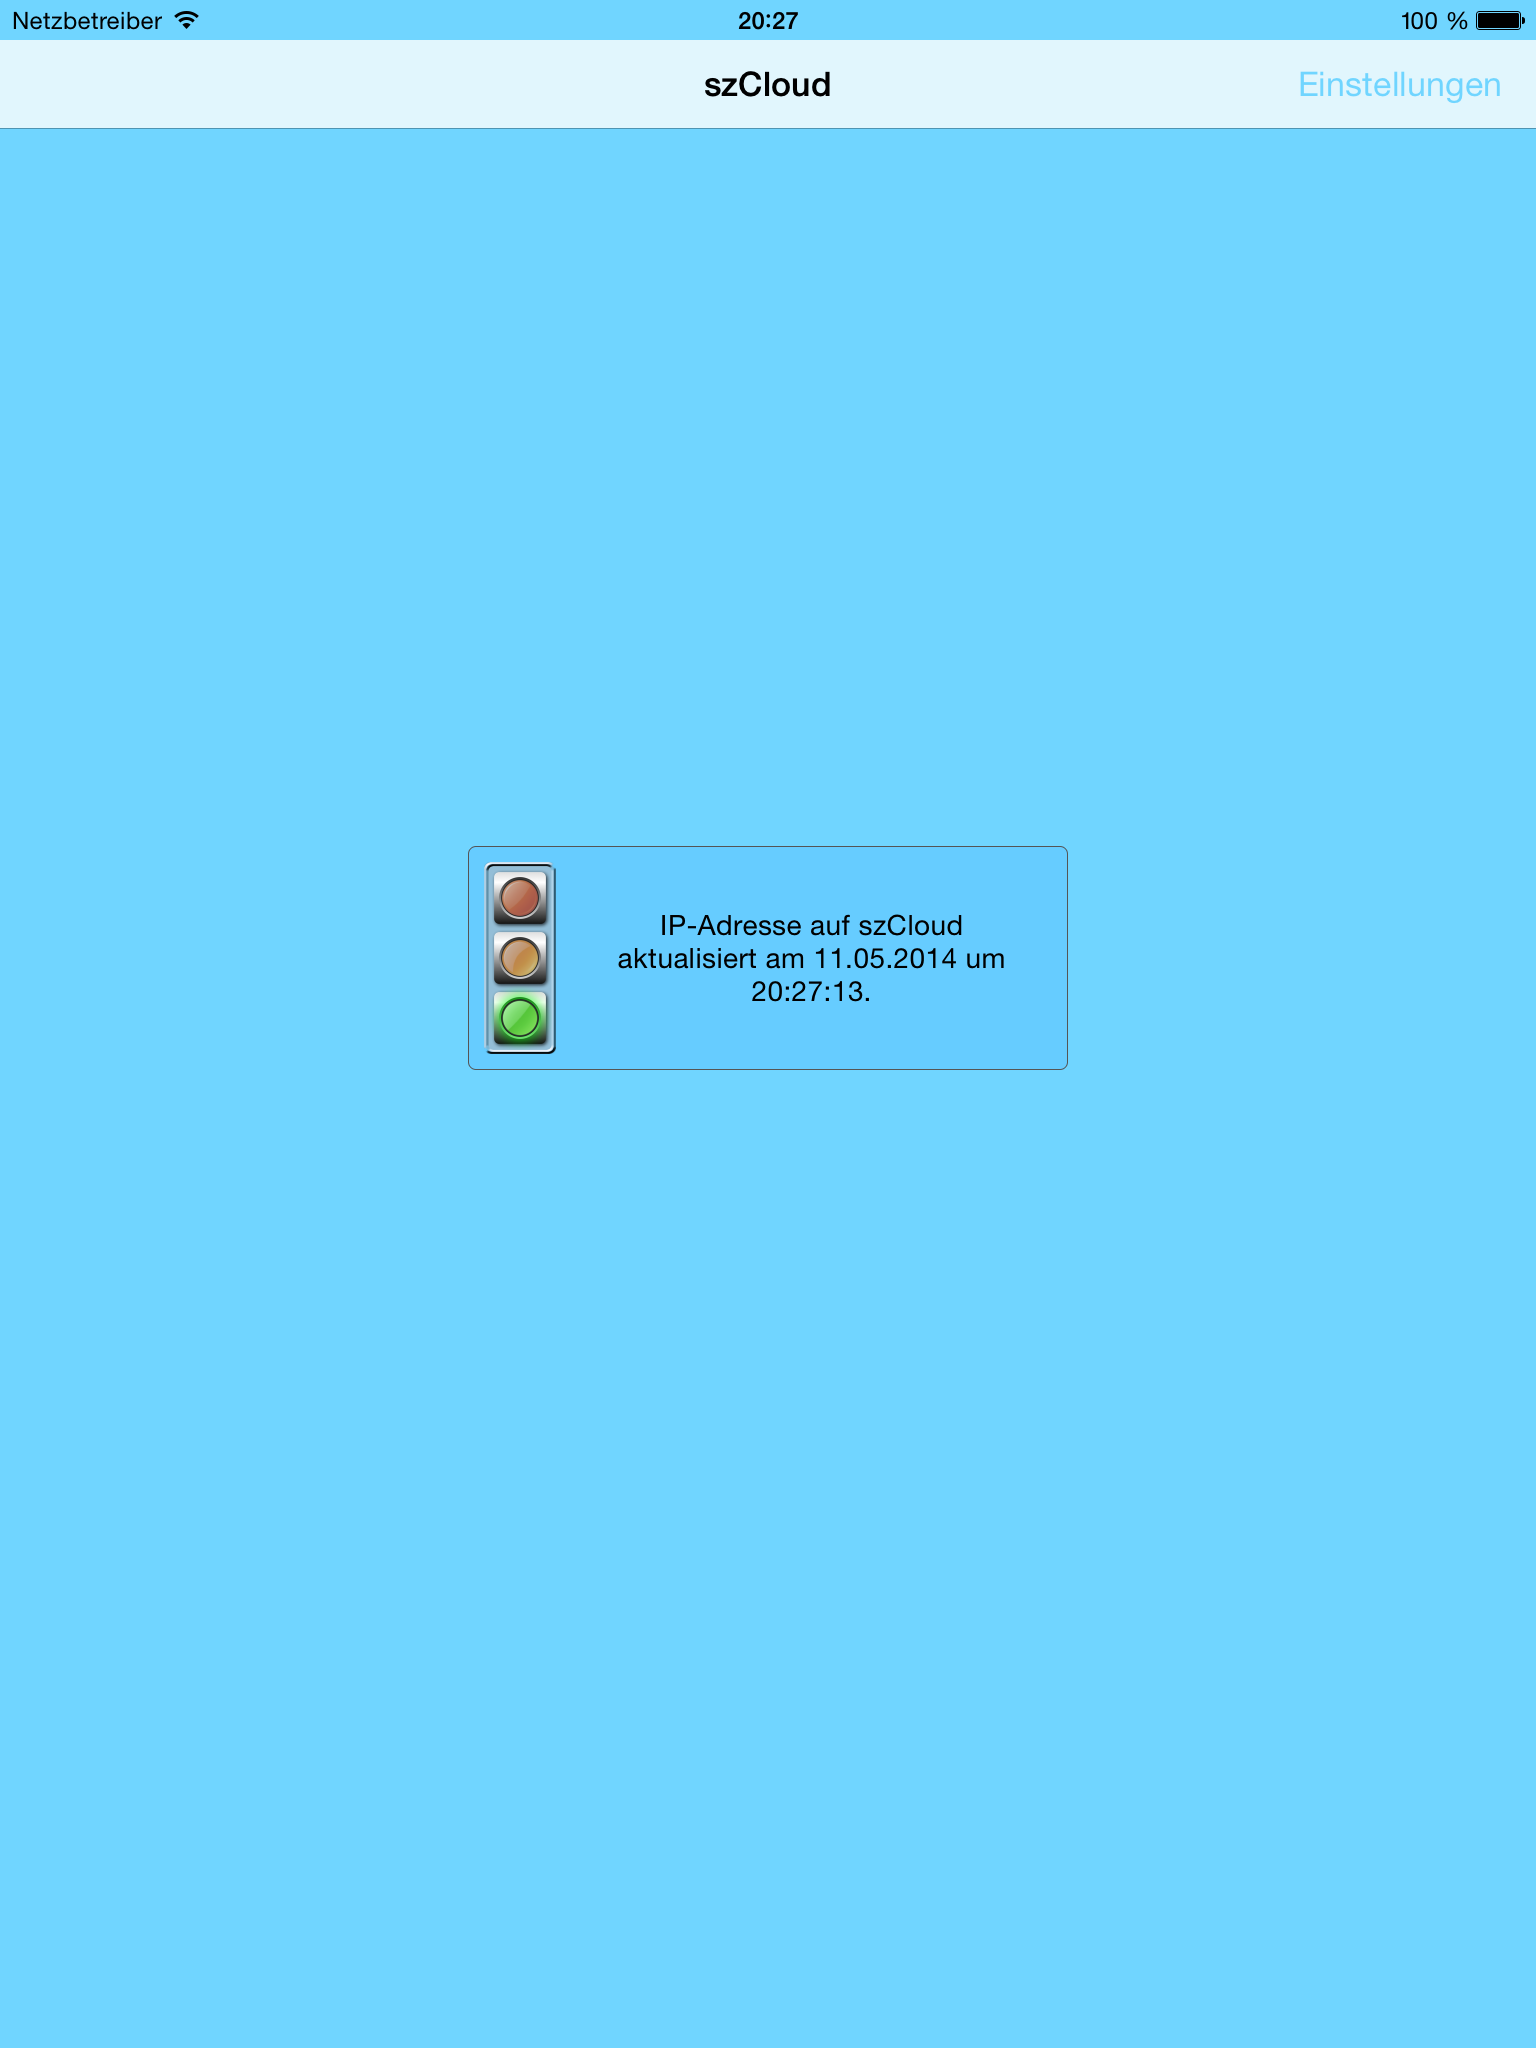 Netzbetreiber 20:27 100 %
szCloud Einstellungen
IP-Adresse auf szCloud
aktualisiert am 11.05.2014 um
20:27:13.